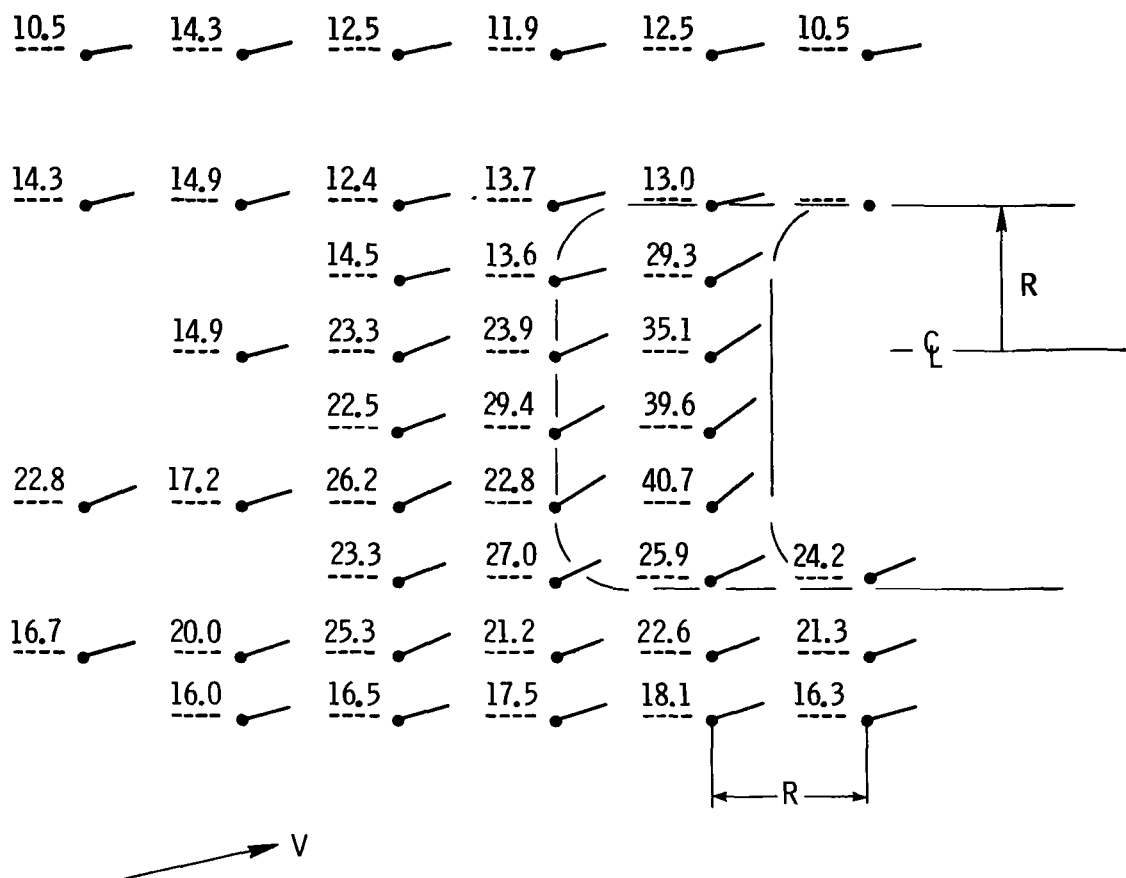 10.5 14.3 12.5 11.9 12.5 10.5
14.3 14.9 12.4 13.7 13.0
14.5 13.6 29.3
R
14.9 23.3 23.9 35.1
℄
22.5 29.4 39.6
22.8 17.2 26.2 22.8 40.7
23.3 27.0 25.9 24.2
16.7 20.0 25.3 21.2 22.6 21.3
16.0 16.5 17.5 18.1 16.3
R
V